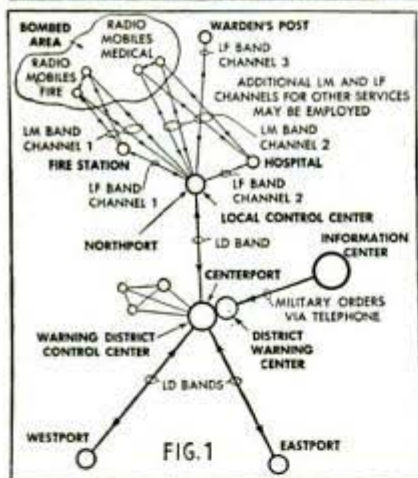 BOMBED
AREA
RADIO
MOBILES
MEDICAL
RADIO
MOBILES
FIRE
WARDEN'S POST
LF BAND
CHANNEL 3
ADDITIONAL LM AND LF
CHANNELS FOR OTHER SERVICES
MAY BE EMPLOYED
LM BAND
CHANNEL 1
LM BAND
CHANNEL 2
FIRE STATION
HOSPITAL
LF BAND
CHANNEL 1
LF BAND
CHANNEL 2
LOCAL CONTROL CENTER
NORTHPORT
LD BAND
INFORMATION
CENTER
CENTERPORT
MILITARY ORDERS
VIA TELEPHONE
WARNING DISTRICT
CONTROL CENTER
DISTRICT
WARNING
CENTER
LD BANDS
WESTPORT
FIG.1
EASTPORT